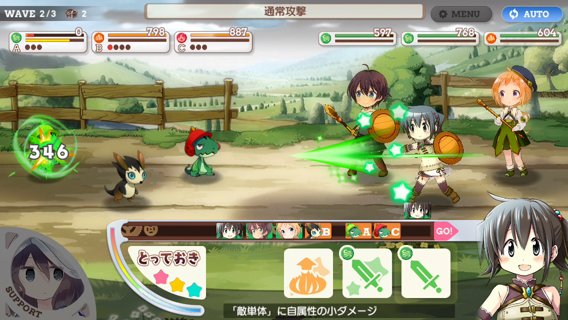 WAVE 2/3 2
通常攻撃
MENU
AUTO
A 0
B 798
C 887
597
768
604
346
B A C GO!
とっておき
SUPPORT
「敵単体」に自属性の小ダメージ